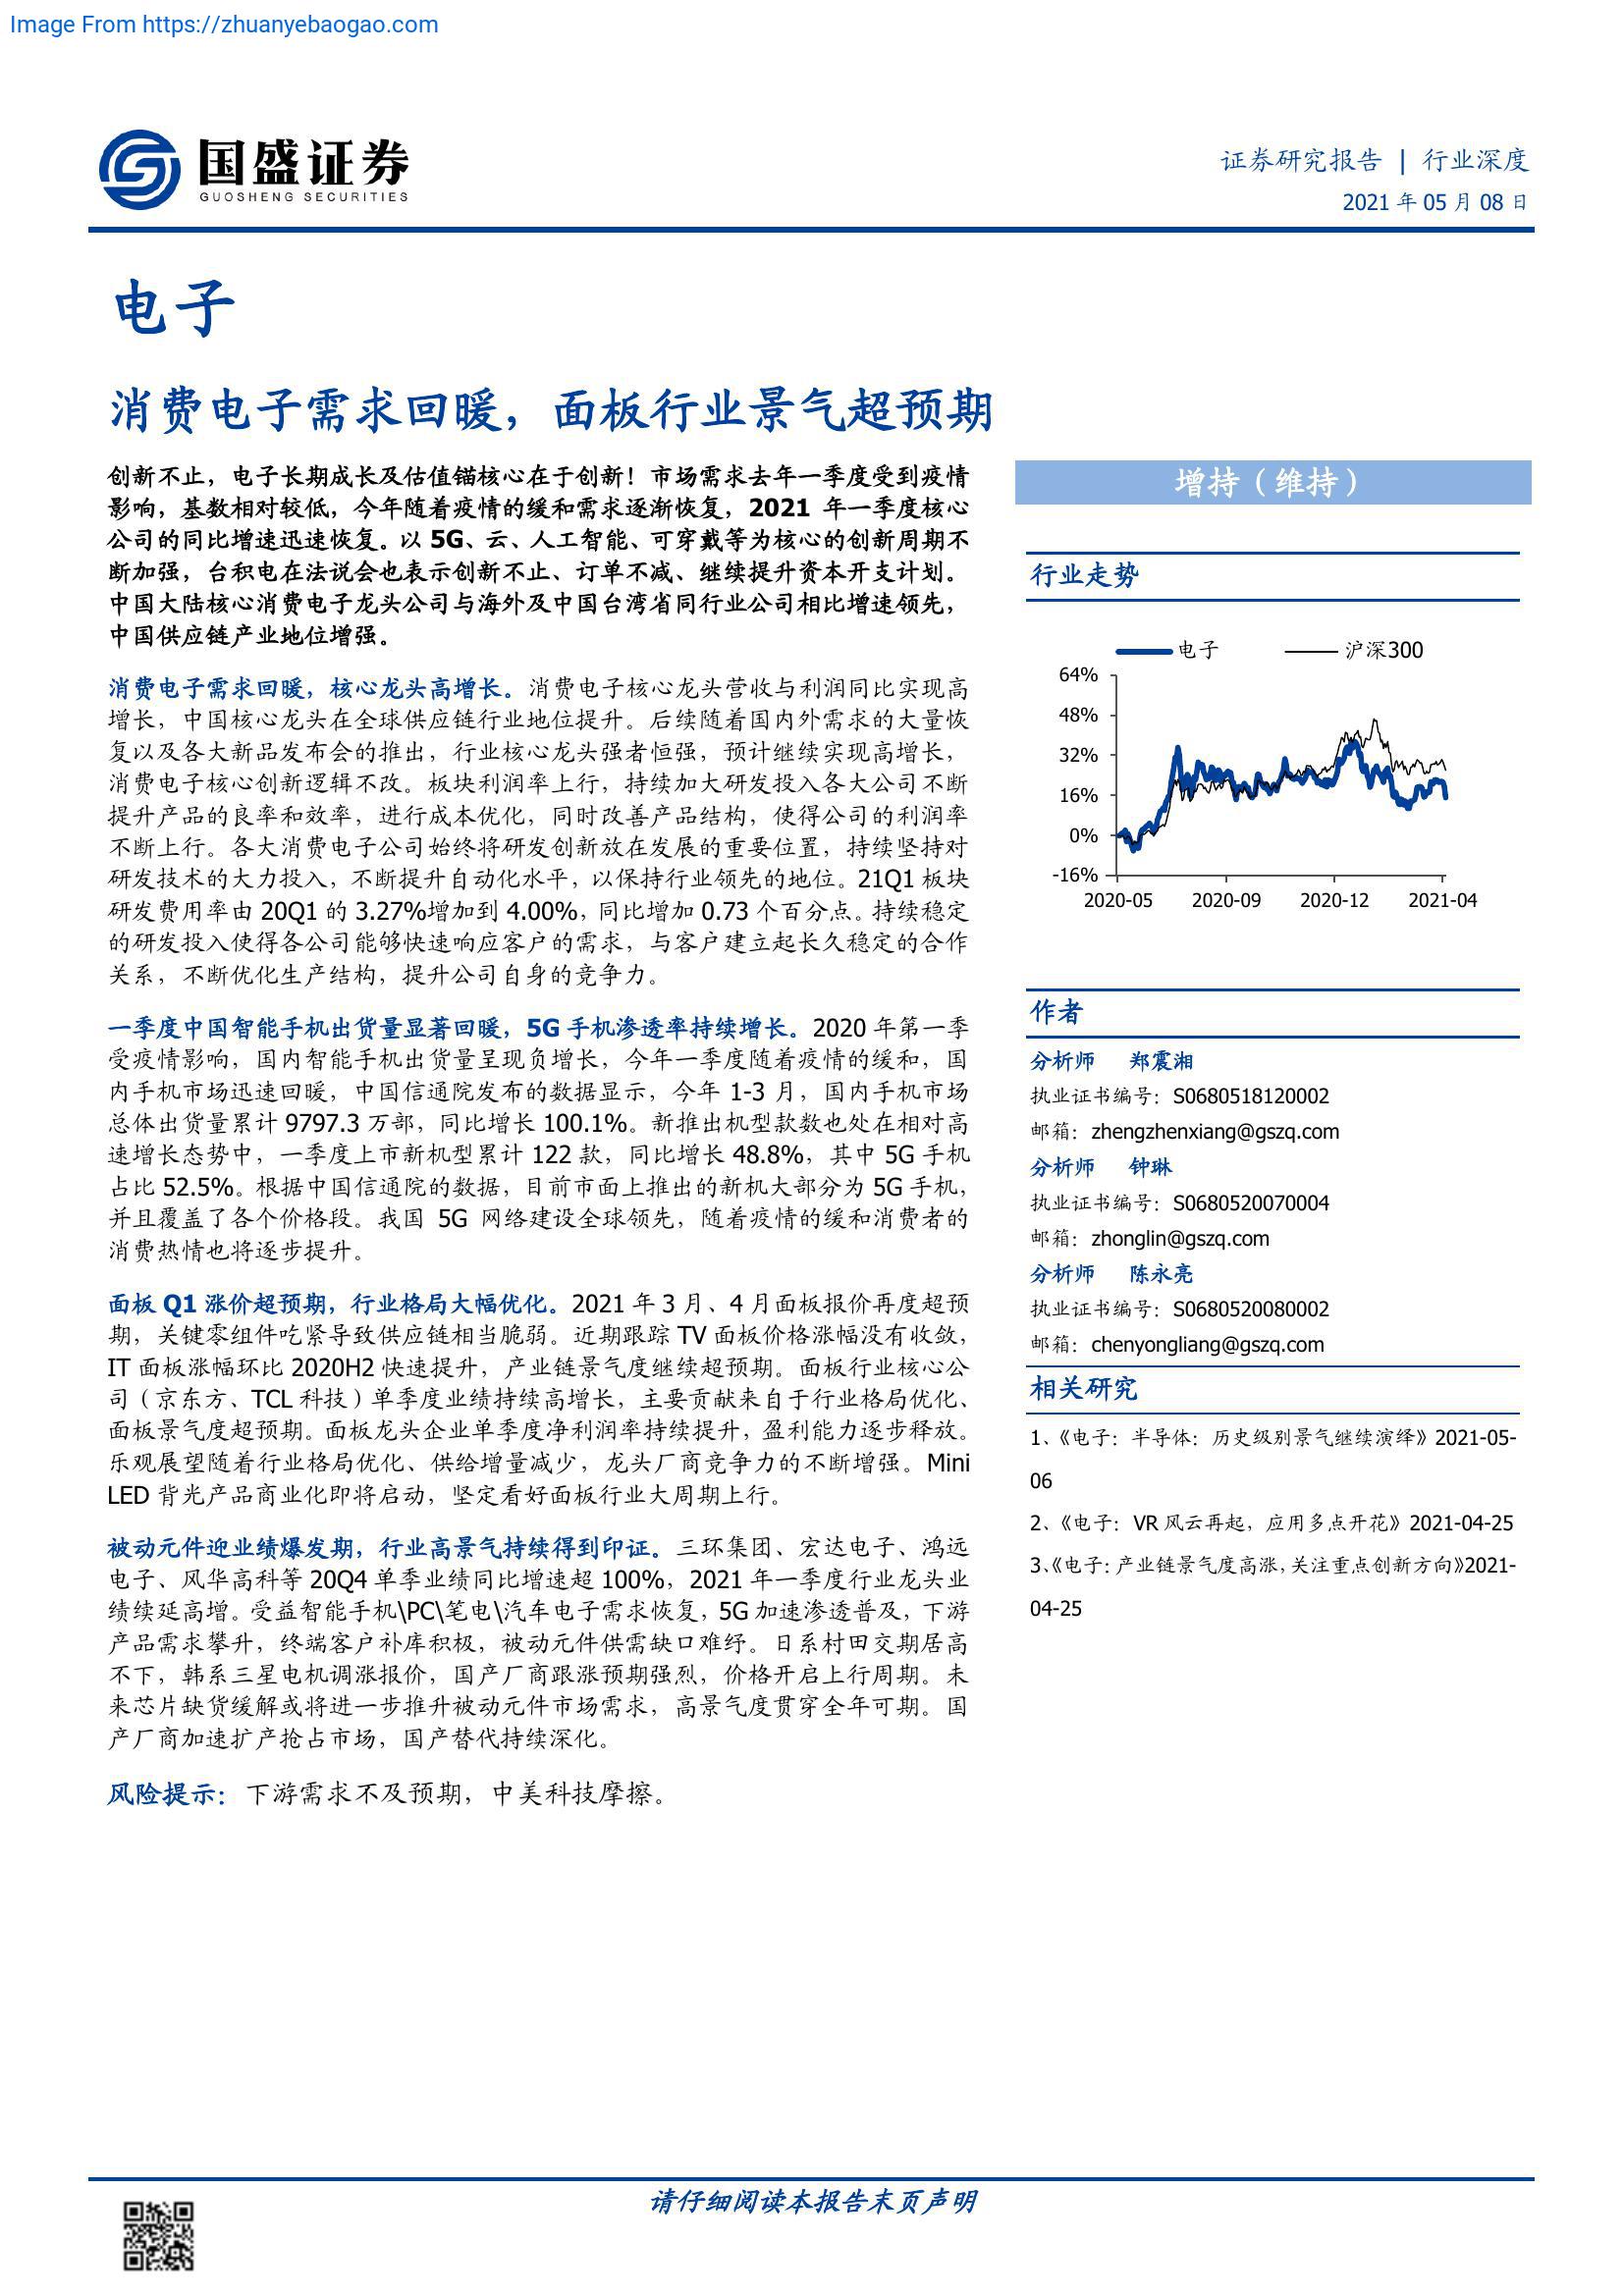 Image From https://zhuanyebaogao.com
国盛证券
GUOSHENG SECURITIES
证券研究报告 | 行业深度
2021 年 05 月 08 日
电子
消费电子需求回暖，面板行业景气超预期
创新不止，电子长期成长及估值锚核心在于创新！市场需求去年一季度受到疫情
影响，基数相对较低，今年随着疫情的缓和需求逐渐恢复，2021 年一季度核心
公司的同比增速迅速恢复。以 5G、云、人工智能、可穿戴等为核心的创新周期不
断加强，台积电在法说会也表示创新不止、订单不减、继续提升资本开支计划。
中国大陆核心消费电子龙头公司与海外及中国台湾省同行业公司相比增速领先，
中国供应链产业地位增强。
消费电子需求回暖，核心龙头高增长。消费电子核心龙头营收与利润同比实现高
增长，中国核心龙头在全球供应链行业地位提升。后续随着国内外需求的大量恢
复以及各大新品发布会的推出，行业核心龙头强者恒强，预计继续实现高增长，
消费电子核心创新逻辑不改。板块利润率上行，持续加大研发投入各大公司不断
提升产品的良率和效率，进行成本优化，同时改善产品结构，使得公司的利润率
不断上行。各大消费电子公司始终将研发创新放在发展的重要位置，持续坚持对
研发技术的大力投入，不断提升自动化水平，以保持行业领先的地位。21Q1 板块
研发费用率由 20Q1 的 3.27%增加到 4.00%，同比增加 0.73 个百分点。持续稳定
的研发投入使得各公司能够快速响应客户的需求，与客户建立起长久稳定的合作
关系，不断优化生产结构，提升公司自身的竞争力。
一季度中国智能手机出货量显著回暖，5G 手机渗透率持续增长。2020 年第一季
受疫情影响，国内智能手机出货量呈现负增长，今年一季度随着疫情的缓和，国
内手机市场迅速回暖，中国信通院发布的数据显示，今年 1-3 月，国内手机市场
总体出货量累计 9797.3 万部，同比增长 100.1%。新推出机型款数也处在相对高
速增长态势中，一季度上市新机型累计 122 款，同比增长 48.8%，其中 5G 手机
占比 52.5%。根据中国信通院的数据，目前市面上推出的新机大部分为 5G 手机，
并且覆盖了各个价格段。我国 5G 网络建设全球领先，随着疫情的缓和消费者的
消费热情也将逐步提升。
面板 Q1 涨价超预期，行业格局大幅优化。2021 年 3 月、4 月面板报价再度超预
期，关键零组件吃紧导致供应链相当脆弱。近期跟踪 TV 面板价格涨幅没有收敛，
IT 面板涨幅环比 2020H2 快速提升，产业链景气度继续超预期。面板行业核心公
司（京东方、TCL 科技）单季度业绩持续高增长，主要贡献来自于行业格局优化、
面板景气度超预期。面板龙头企业单季度净利润率持续提升，盈利能力逐步释放。
乐观展望随着行业格局优化、供给增量减少，龙头厂商竞争力的不断增强。Mini
LED 背光产品商业化即将启动，坚定看好面板行业大周期上行。
被动元件迎业绩爆发期，行业高景气持续得到印证。三环集团、宏达电子、鸿远
电子、风华高科等 20Q4 单季业绩同比增速超 100%，2021 年一季度行业龙头业
绩续延高增。受益智能手机\PC\笔电\汽车电子需求恢复，5G 加速渗透普及，下游
产品需求攀升，终端客户补库积极，被动元件供需缺口难纾。日系村田交期居高
不下，韩系三星电机调涨报价，国产厂商跟涨预期强烈，价格开启上行周期。未
来芯片缺货缓解或将进一步推升被动元件市场需求，高景气度贯穿全年可期。国
产厂商加速扩产抢占市场，国产替代持续深化。
风险提示：下游需求不及预期，中美科技摩擦。
增持（维持）
行业走势
电子 沪深300
64%
48%
32%
16%
0%
-16%
2020-05 2020-09 2020-12 2021-04
作者
分析师 郑震湘
执业证书编号：S0680518120002
邮箱：zhengzhenxiang@gszq.com
分析师 钟琳
执业证书编号：S0680520070004
邮箱：zhonglin@gszq.com
分析师 陈永亮
执业证书编号：S0680520080002
邮箱：chenyongliang@gszq.com
相关研究
1、《电子：半导体：历史级别景气继续演绎》2021-05-
06
2、《电子：VR 风云再起，应用多点开花》2021-04-25
3、《电子：产业链景气度高涨，关注重点创新方向》2021-
04-25
请仔细阅读本报告末页声明